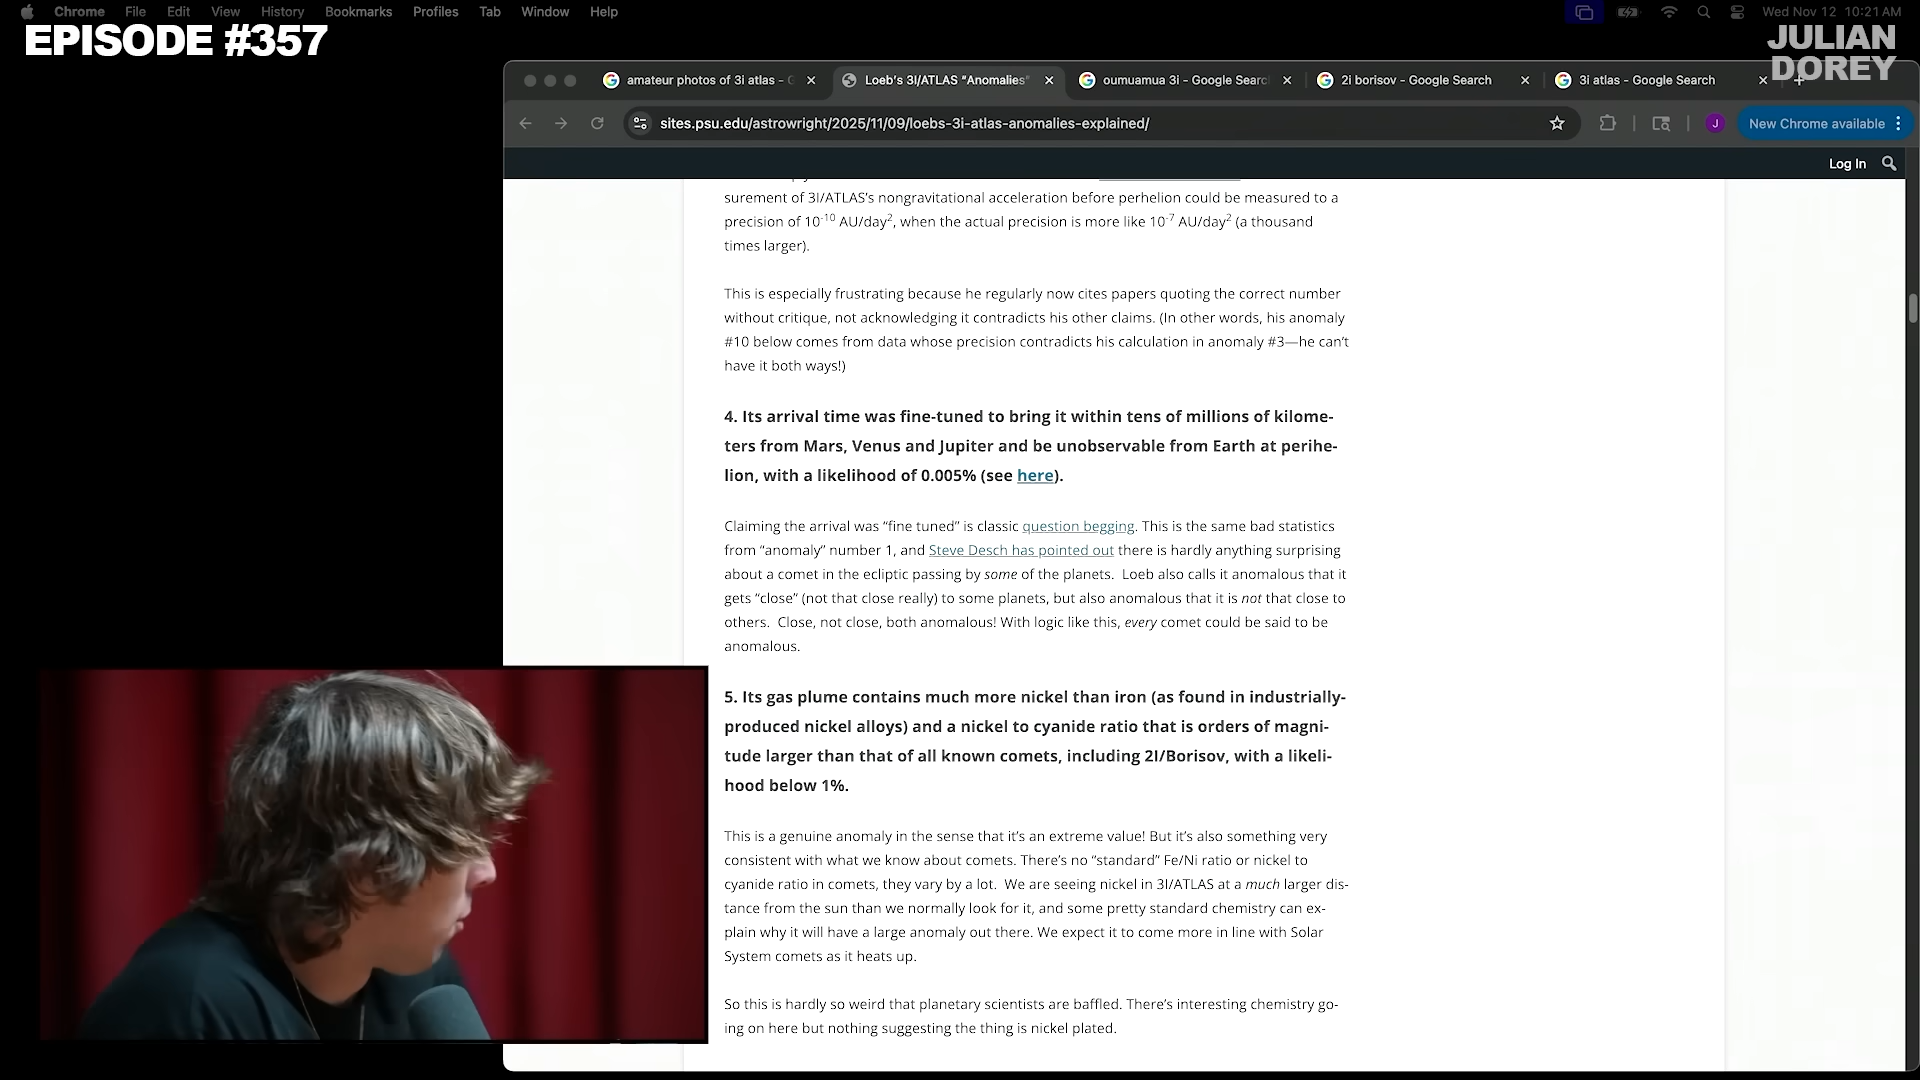 Chrome File Edit View History Bookmarks Profiles Tab Window Help Wed Nov 12 10:21 AM
EPISODE #357
JULIAN
DOREY
amateur photos of 3i atlas - Loeb's 3I/ATLAS "Anomalies" oumuamua 3i - Google Searc 2i borisov - Google Search 3i atlas - Google Search
sites.psu.edu/astrowright/2025/11/09/loebs-3i-atlas-anomalies-explained/ J New Chrome available
Log In
surement of 3I/ATLAS's nongravitational acceleration before perhelion could be measured to a
precision of 10⁻¹⁰ AU/day², when the actual precision is more like 10⁻⁷ AU/day² (a thousand
times larger).
This is especially frustrating because he regularly now cites papers quoting the correct number
without critique, not acknowledging it contradicts his other claims. (In other words, his anomaly
#10 below comes from data whose precision contradicts his calculation in anomaly #3—he can't
have it both ways!)
4. Its arrival time was fine-tuned to bring it within tens of millions of kilome-
ters from Mars, Venus and Jupiter and be unobservable from Earth at perihe-
lion, with a likelihood of 0.005% (see here).
Claiming the arrival was “fine tuned” is classic question begging. This is the same bad statistics
from “anomaly” number 1, and Steve Desch has pointed out there is hardly anything surprising
about a comet in the ecliptic passing by some of the planets. Loeb also calls it anomalous that it
gets “close” (not that close really) to some planets, but also anomalous that it is not that close to
others. Close, not close, both anomalous! With logic like this, every comet could be said to be
anomalous.
5. Its gas plume contains much more nickel than iron (as found in industrially-
produced nickel alloys) and a nickel to cyanide ratio that is orders of magni-
tude larger than that of all known comets, including 2I/Borisov, with a likeli-
hood below 1%.
This is a genuine anomaly in the sense that it's an extreme value! But it's also something very
consistent with what we know about comets. There's no “standard” Fe/Ni ratio or nickel to
cyanide ratio in comets, they vary by a lot. We are seeing nickel in 3I/ATLAS at a much larger dis-
tance from the sun than we normally look for it, and some pretty standard chemistry can ex-
plain why it will have a large anomaly out there. We expect it to come more in line with Solar
System comets as it heats up.
So this is hardly so weird that planetary scientists are baffled. There's interesting chemistry go-
ing on here but nothing suggesting the thing is nickel plated.